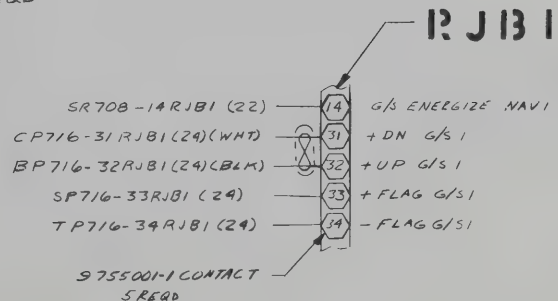 RJB1
SR708-14RJB1 (22) 14 G/S ENERGIZE NAV1
CP716-31RJB1(24)(WHT) 31 + DN G/S 1
BP716-32RJB1(24)(BLK) 32 + UP G/S 1
SP716-33RJB1 (24) 33 + FLAG G/S1
TP716-34RJB1 (24) 34 - FLAG G/S1
9755001-1 CONTACT
5 REQD